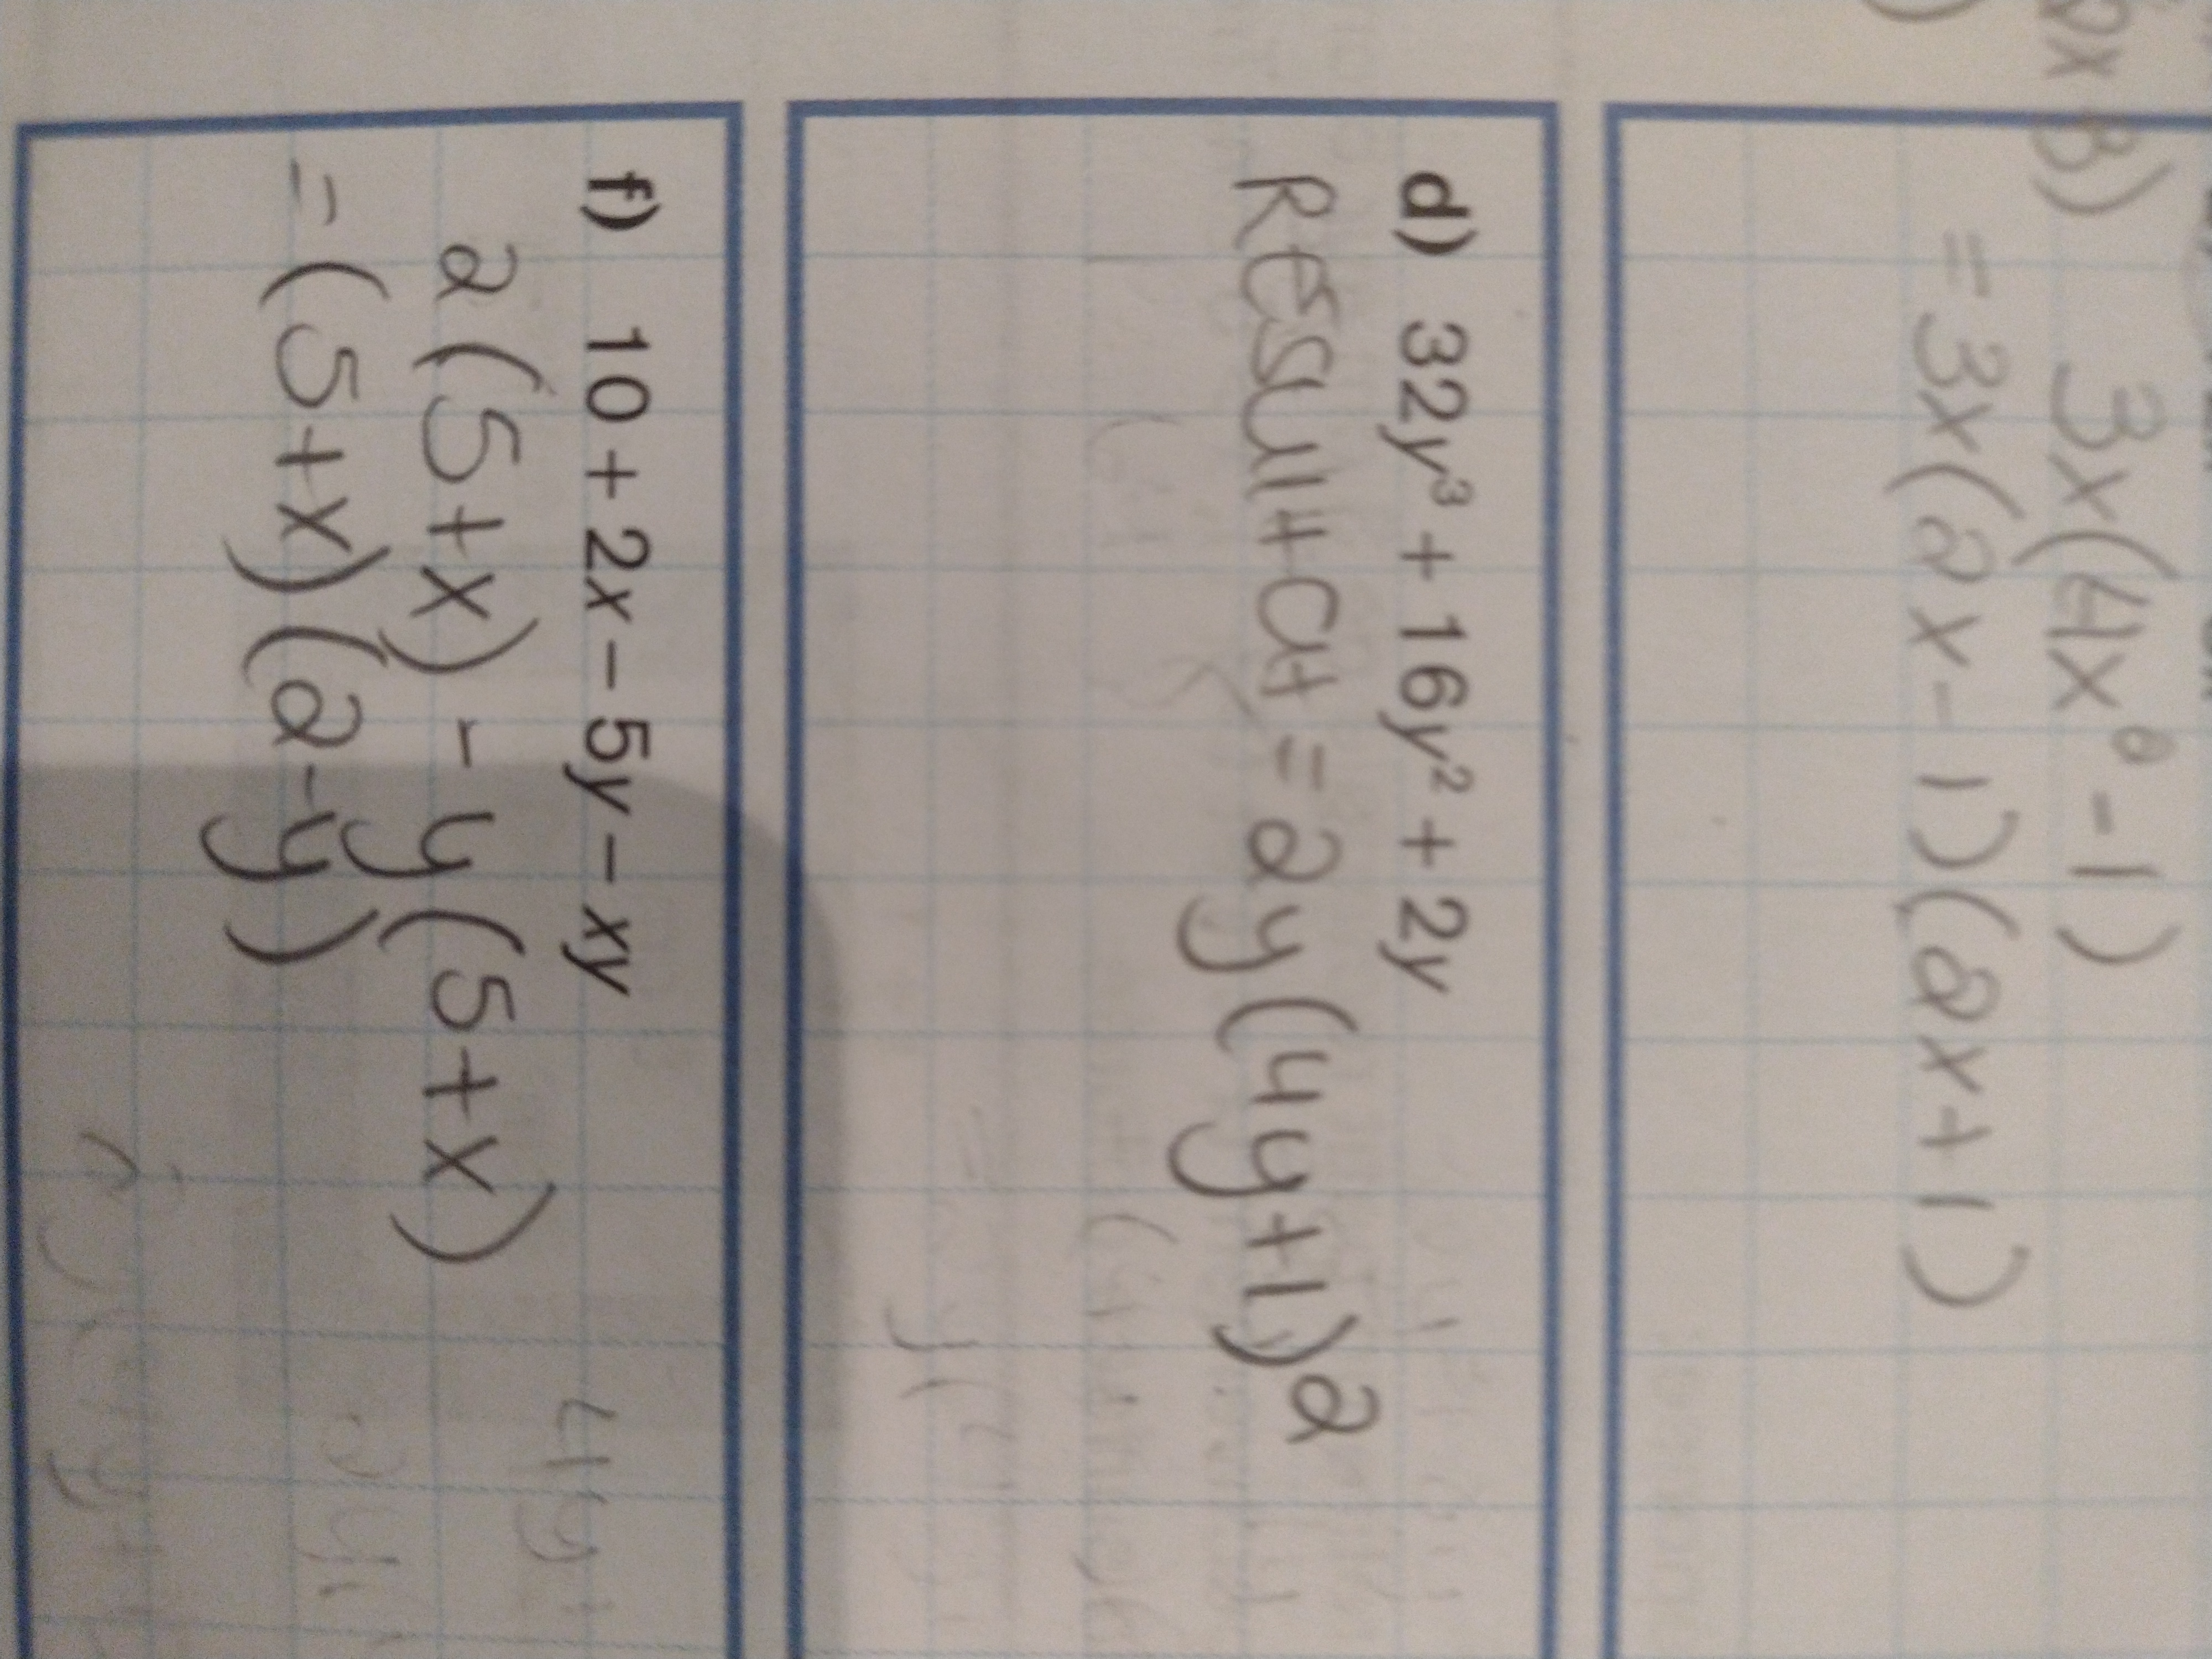 3x(4x² - 1)
= 3x(2x - 1)(2x + 1)
d) 32y³ + 16y² + 2y
Résultat = 2y(4y+1)2
f) 10 + 2x - 5y - xy
2(5+x) - y(5+x)
= (5+x)(2-y)